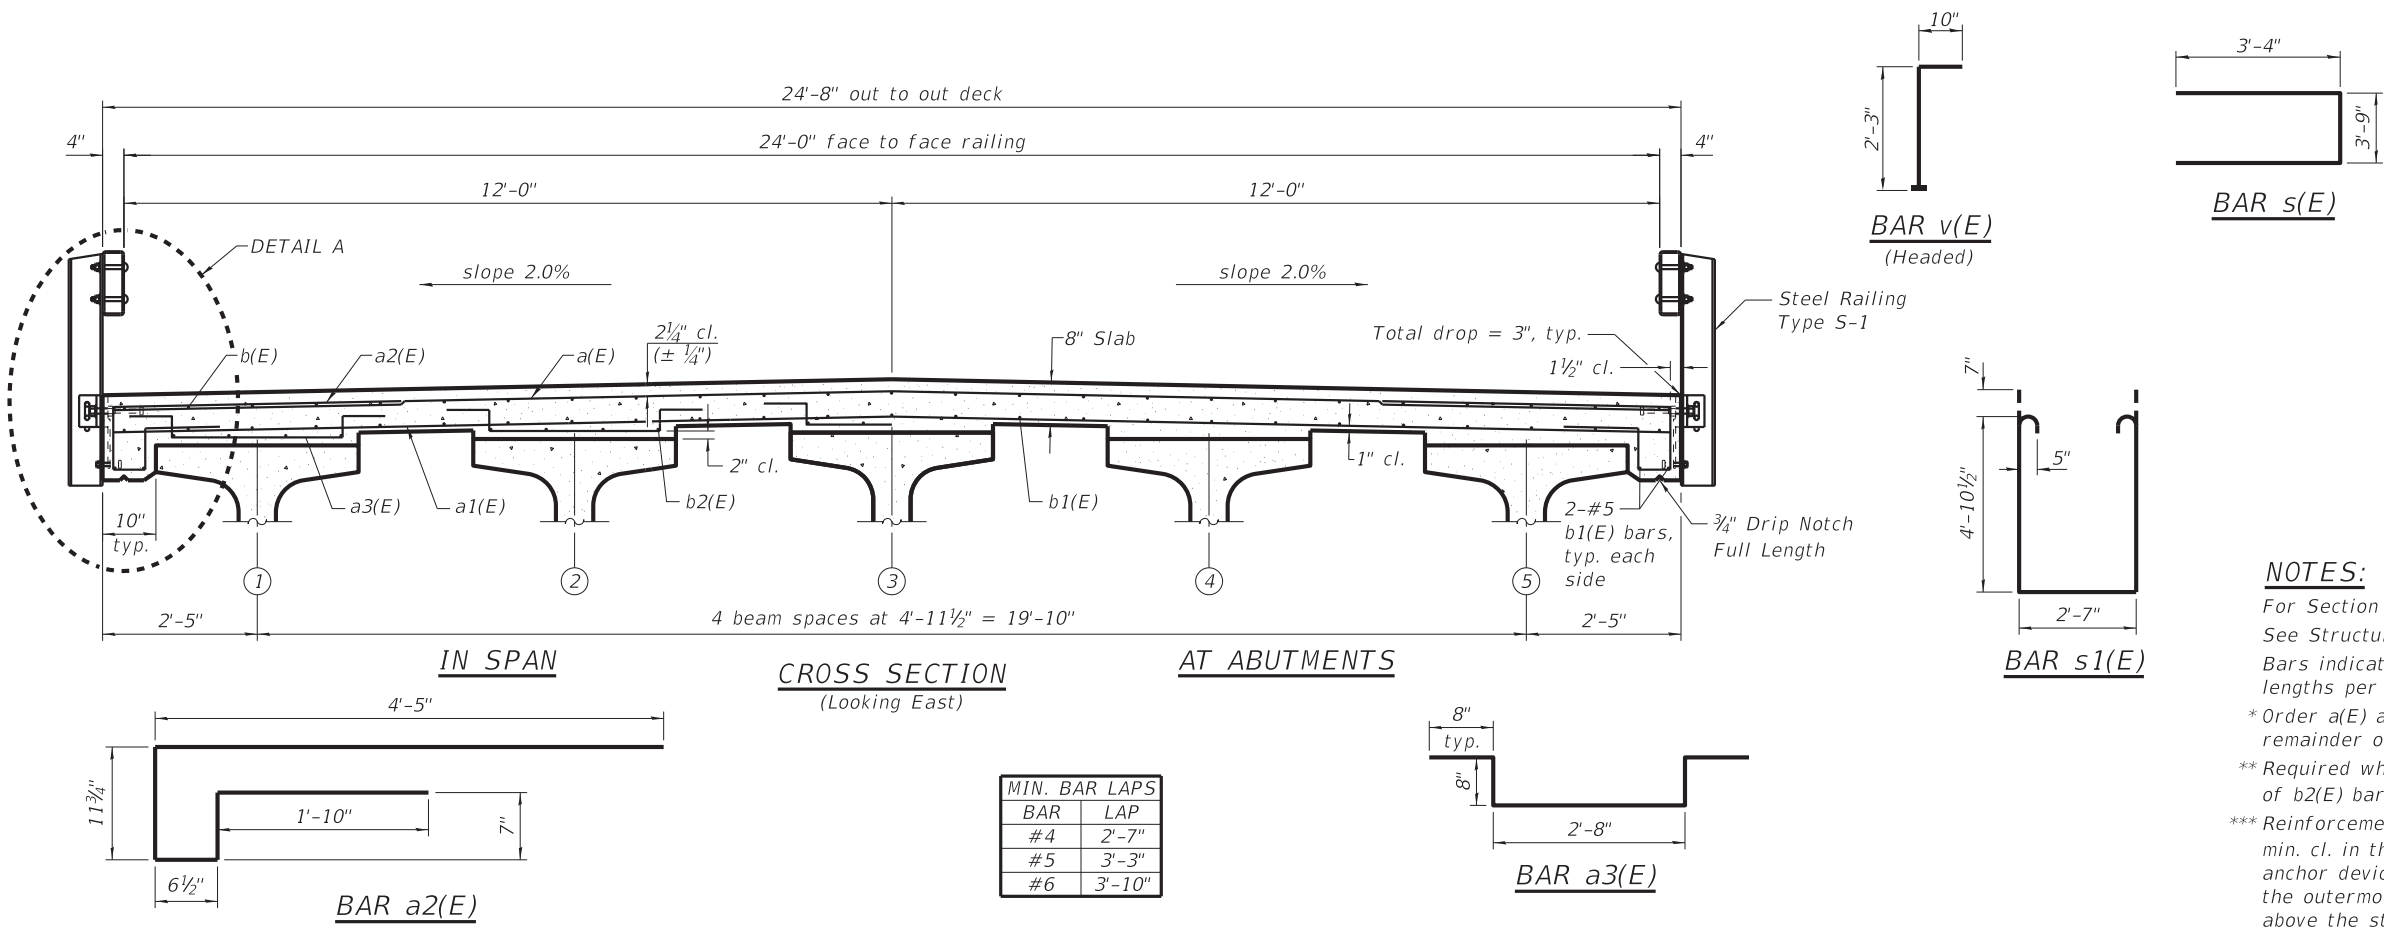 10"
3'-4"
24'-8" out to out deck
2'-3"
3'-9"
4"
24'-0" face to face railing
4"
12'-0"
12'-0"
BAR s(E)
BAR v(E)
(Headed)
DETAIL A
slope 2.0%
slope 2.0%
Steel Railing
Type S-1
b(E)
a2(E)
a(E)
2¼" cl.
(± ¼")
8" Slab
Total drop = 3", typ.
1½" cl.
7"
2" cl.
1" cl.
5"
4'-10½"
10"
typ.
a3(E)
a1(E)
b2(E)
b1(E)
2-#5
b1(E) bars,
typ. each
side
¾" Drip Notch
Full Length
1
2
3
4
5
2'-5"
4 beam spaces at 4'-11½" = 19'-10"
2'-5"
2'-7"
BAR s1(E)
IN SPAN
CROSS SECTION
(Looking East)
AT ABUTMENTS
NOTES:
For Section
See Structu
Bars indicat
lengths per
* Order a(E) a
remainder o
** Required wh
of b2(E) bar
*** Reinforceme
min. cl. in th
anchor devic
the outermo
above the st
4'-5"
11¾"
1'-10"
7"
6½"
BAR a2(E)
MIN. BAR LAPS
BAR LAP
#4 2'-7"
#5 3'-3"
#6 3'-10"
8"
typ.
8"
2'-8"
BAR a3(E)